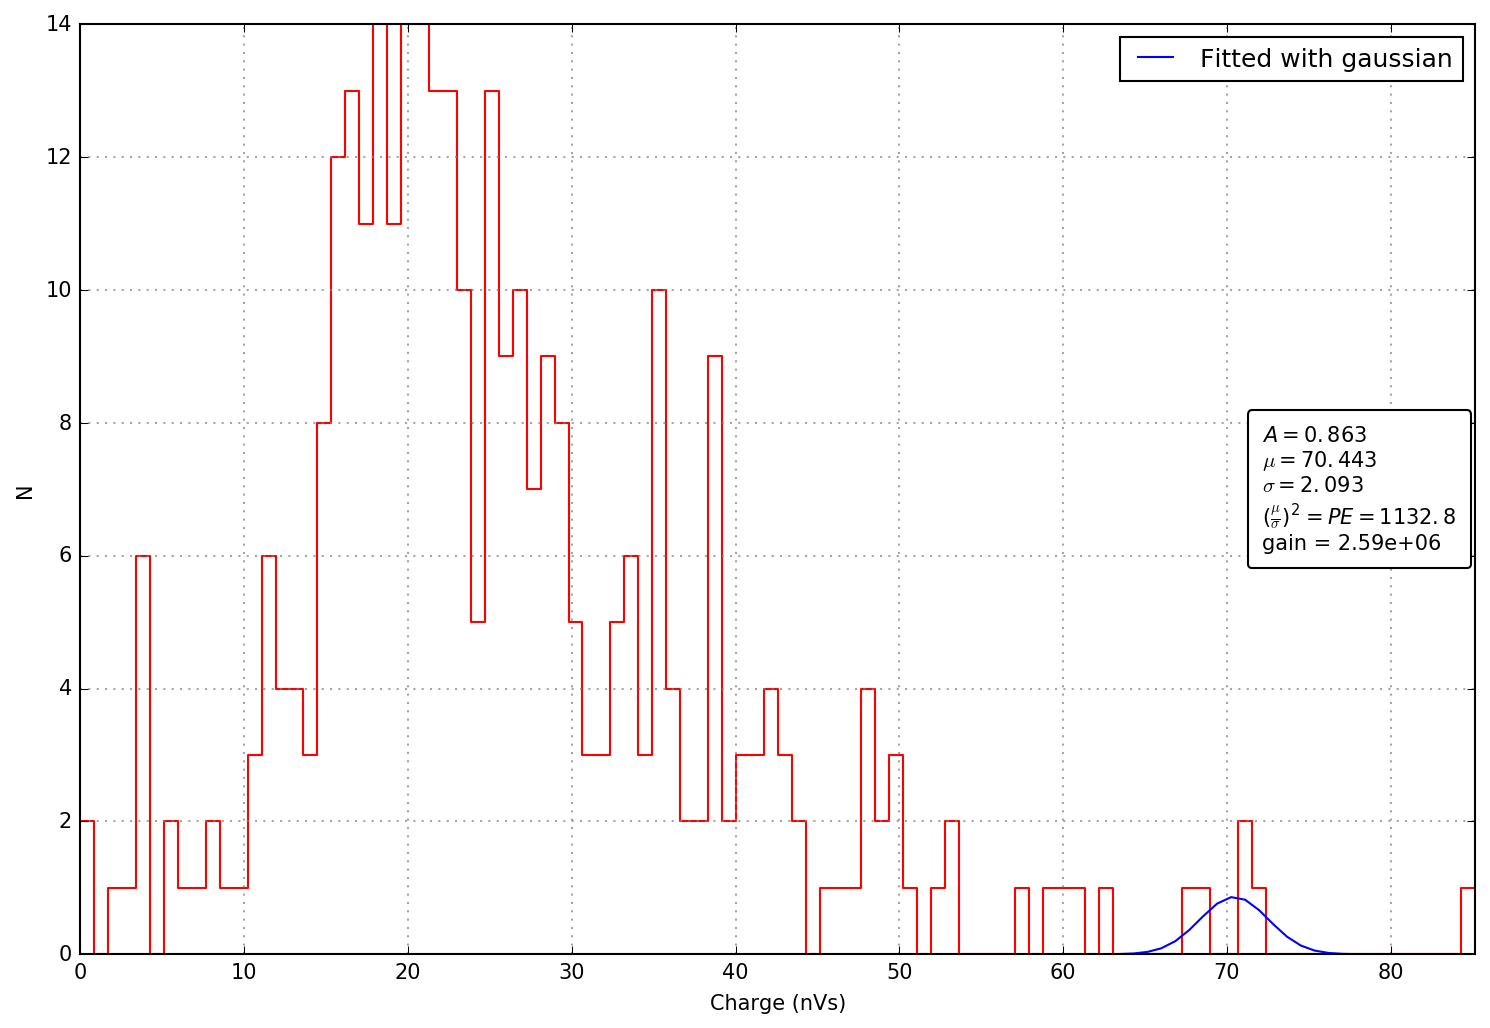 14
12
10
8
6
4
2
0
N
0 10 20 30 40 50 60 70 80
Charge (nVs)
Fitted with gaussian
A = 0.863
μ = 70.443
σ = 2.093
(μ/σ)² = PE = 1132.8
gain = 2.59e+06